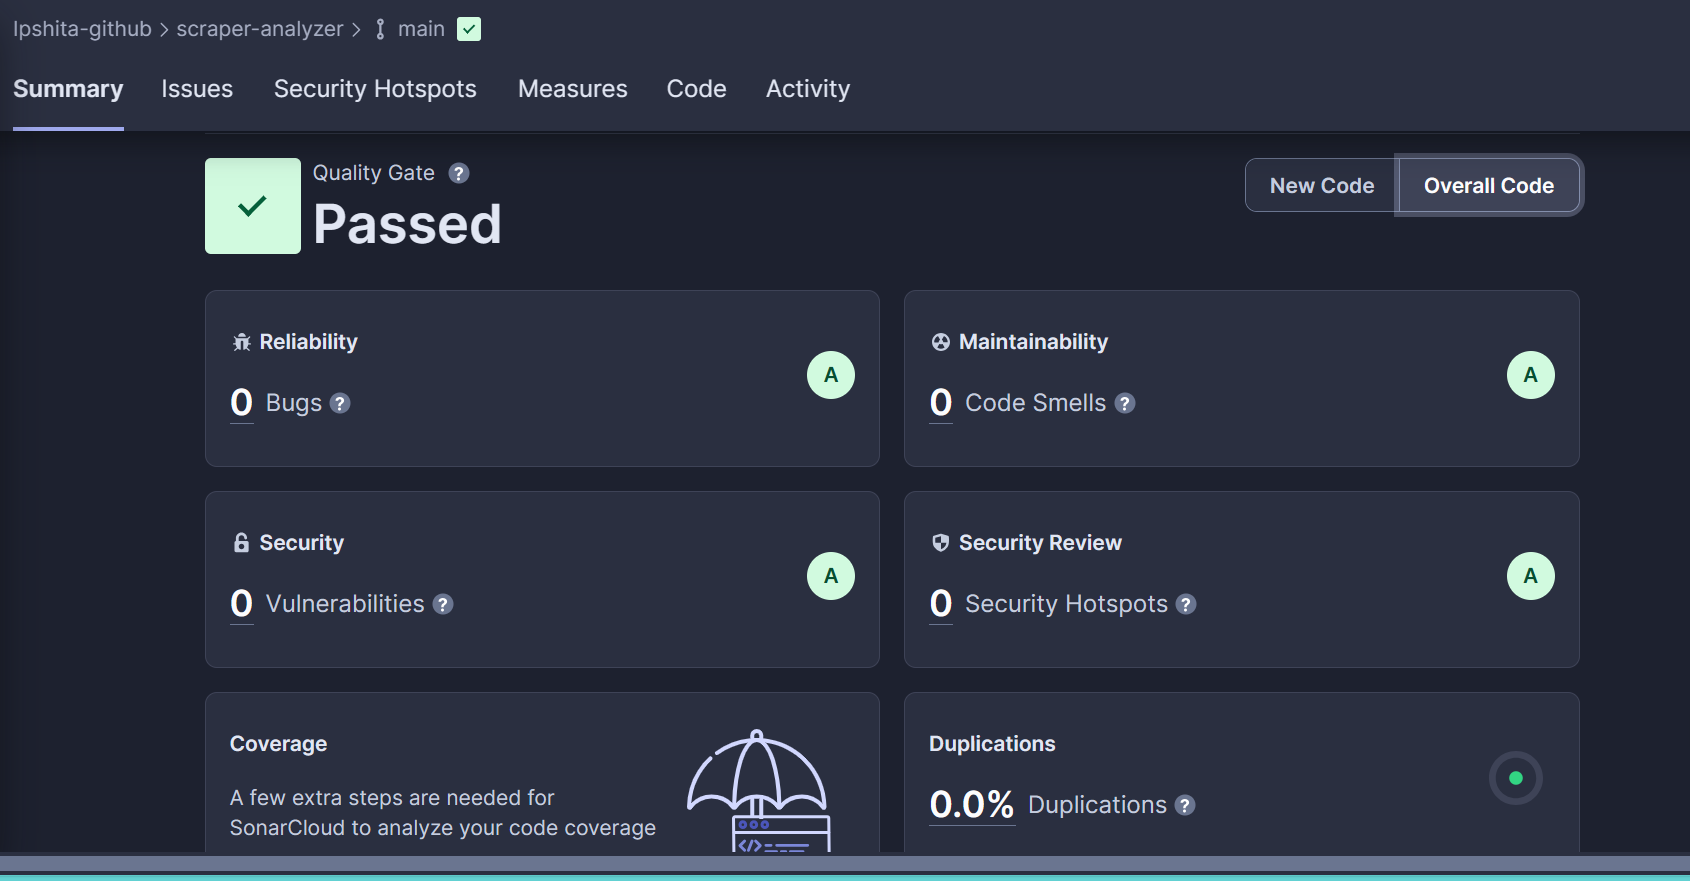 Ipshita-github > scraper-analyzer > main
Summary Issues Security Hotspots Measures Code Activity
Quality Gate ?
Passed
New Code Overall Code
Reliability
A
0 Bugs ?
Maintainability
A
0 Code Smells ?
Security
A
0 Vulnerabilities ?
Security Review
A
0 Security Hotspots ?
Coverage
A few extra steps are needed for
SonarCloud to analyze your code coverage
</>
Duplications
0.0% Duplications ?